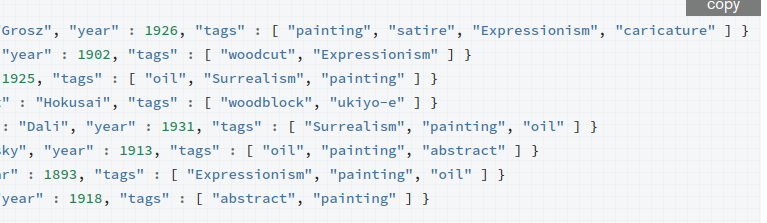 copy
Grosz", "year" : 1926, "tags" : [ "painting", "satire", "Expressionism", "caricature" ] }
"year" : 1902, "tags" : [ "woodcut", "Expressionism" ] }
1925, "tags" : [ "oil", "Surrealism", "painting" ] }
" : "Hokusai", "tags" : [ "woodblock", "ukiyo-e" ] }
: "Dali", "year" : 1931, "tags" : [ "Surrealism", "painting", "oil" ] }
sky", "year" : 1913, "tags" : [ "oil", "painting", "abstract" ] }
r" : 1893, "tags" : [ "Expressionism", "painting", "oil" ] }
year" : 1918, "tags" : [ "abstract", "painting" ] }